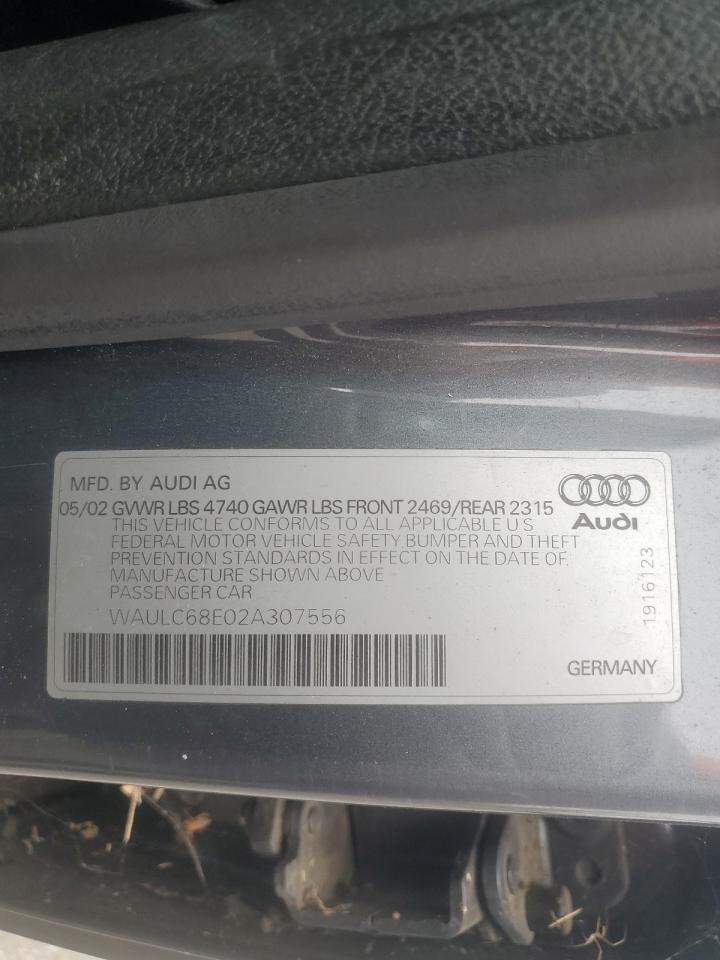 MFD. BY AUDI AG
05/02 GVWR LBS 4740 GAWR LBS FRONT 2469/REAR 2315
Audi
THIS VEHICLE CONFORMS TO ALL APPLICABLE U S
FEDERAL MOTOR VEHICLE SAFETY BUMPER AND THEFT
PREVENTION STANDARDS IN EFFECT ON THE DATE OF
MANUFACTURE SHOWN ABOVE
PASSENGER CAR
WAULC68E02A307556
1916123
GERMANY